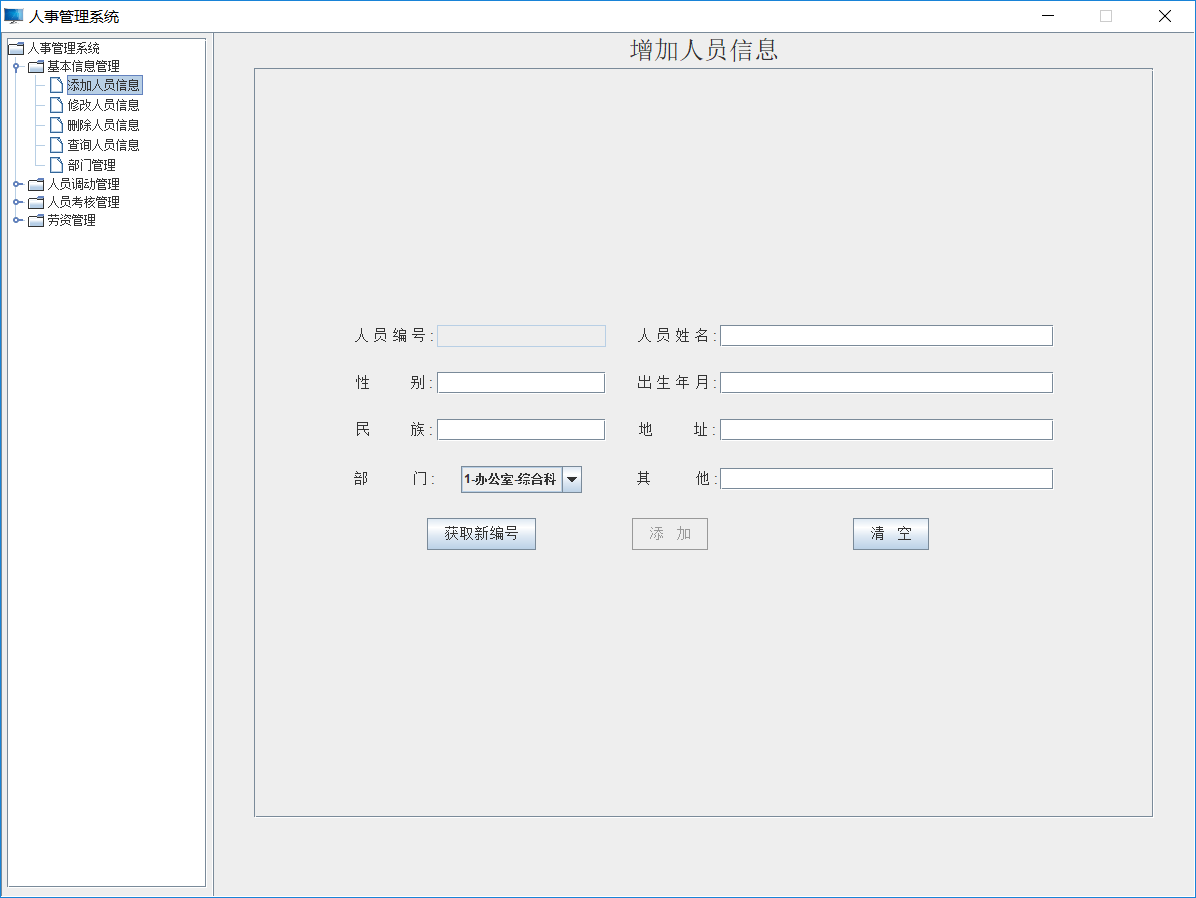 人事管理系统
人事管理系统
基本信息管理
添加人员信息
修改人员信息
删除人员信息
查询人员信息
部门管理
人员调动管理
人员考核管理
劳资管理
增加人员信息
人 员 编 号 : 人 员 姓 名 :
性 别 : 出 生 年 月 :
民 族 : 地 址 :
部 门 : 1-办公室-综合科 其 他 :
获取新编号 添 加 清 空